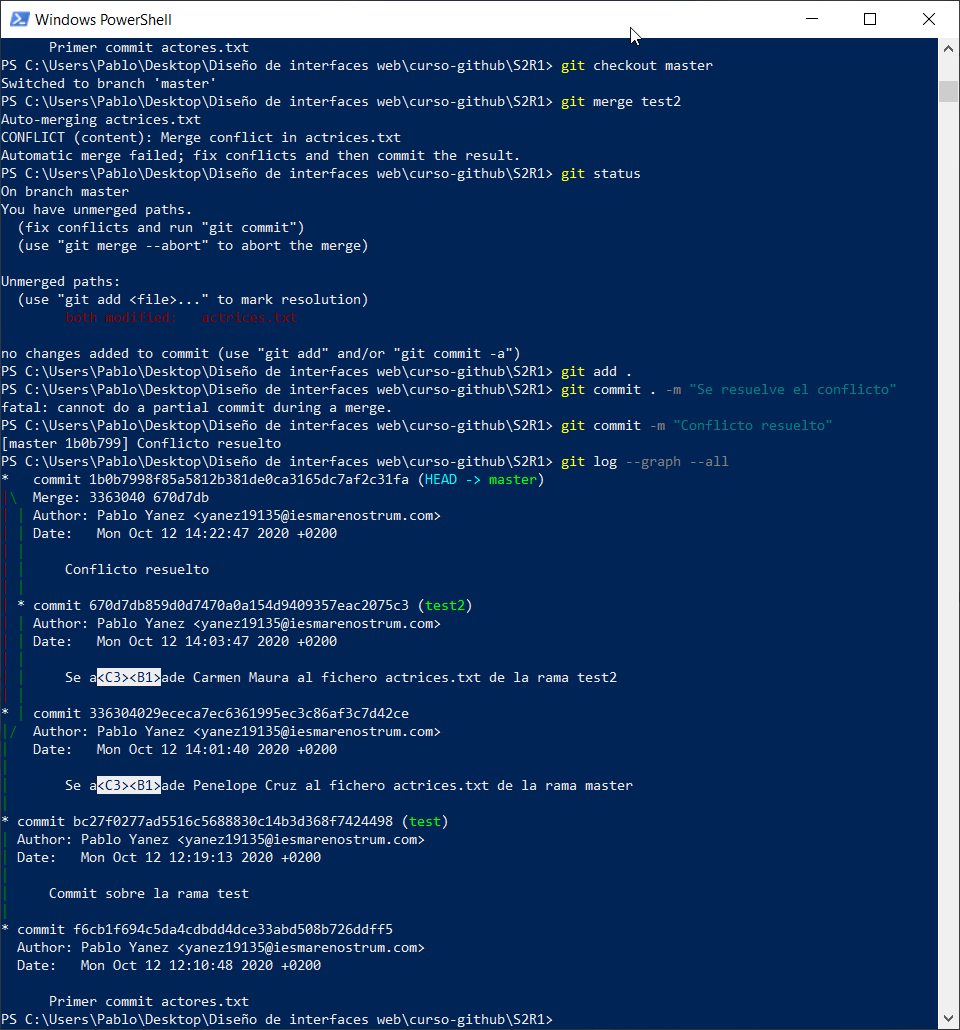 Windows PowerShell
Primer commit actores.txt
PS C:\Users\Pablo\Desktop\Diseño de interfaces web\curso-github\S2R1> git checkout master
Switched to branch 'master'
PS C:\Users\Pablo\Desktop\Diseño de interfaces web\curso-github\S2R1> git merge test2
Auto-merging actrices.txt
CONFLICT (content): Merge conflict in actrices.txt
Automatic merge failed; fix conflicts and then commit the result.
PS C:\Users\Pablo\Desktop\Diseño de interfaces web\curso-github\S2R1> git status
On branch master
You have unmerged paths.
  (fix conflicts and run "git commit")
  (use "git merge --abort" to abort the merge)
Unmerged paths:
  (use "git add <file>..." to mark resolution)
        both modified:   actrices.txt
no changes added to commit (use "git add" and/or "git commit -a")
PS C:\Users\Pablo\Desktop\Diseño de interfaces web\curso-github\S2R1> git add .
PS C:\Users\Pablo\Desktop\Diseño de interfaces web\curso-github\S2R1> git commit . -m "Se resuelve el conflicto"
fatal: cannot do a partial commit during a merge.
PS C:\Users\Pablo\Desktop\Diseño de interfaces web\curso-github\S2R1> git commit -m "Conflicto resuelto"
[master 1b0b799] Conflicto resuelto
PS C:\Users\Pablo\Desktop\Diseño de interfaces web\curso-github\S2R1> git log --graph --all
*   commit 1b0b7998f85a5812b381de0ca3165dc7af2c31fa (HEAD -> master)
|\  Merge: 3363040 670d7db
| | Author: Pablo Yanez <yanez19135@iesmarenostrum.com>
| | Date:   Mon Oct 12 14:22:47 2020 +0200
| |
| |     Conflicto resuelto
| |
| * commit 670d7db859d0d7470a0a154d9409357eac2075c3 (test2)
| | Author: Pablo Yanez <yanez19135@iesmarenostrum.com>
| | Date:   Mon Oct 12 14:03:47 2020 +0200
| |
| |     Se a<C3><B1>ade Carmen Maura al fichero actrices.txt de la rama test2
| |
* | commit 336304029ececa7ec6361995ec3c86af3c7d42ce
|/  Author: Pablo Yanez <yanez19135@iesmarenostrum.com>
|   Date:   Mon Oct 12 14:01:40 2020 +0200
|
|       Se a<C3><B1>ade Penelope Cruz al fichero actrices.txt de la rama master
|
* commit bc27f0277ad5516c5688830c14b3d368f7424498 (test)
| Author: Pablo Yanez <yanez19135@iesmarenostrum.com>
| Date:   Mon Oct 12 12:19:13 2020 +0200
|
|     Commit sobre la rama test
|
* commit f6cb1f694c5da4cdbdd4dce33abd508b726ddff5
  Author: Pablo Yanez <yanez19135@iesmarenostrum.com>
  Date:   Mon Oct 12 12:10:48 2020 +0200
      Primer commit actores.txt
PS C:\Users\Pablo\Desktop\Diseño de interfaces web\curso-github\S2R1>